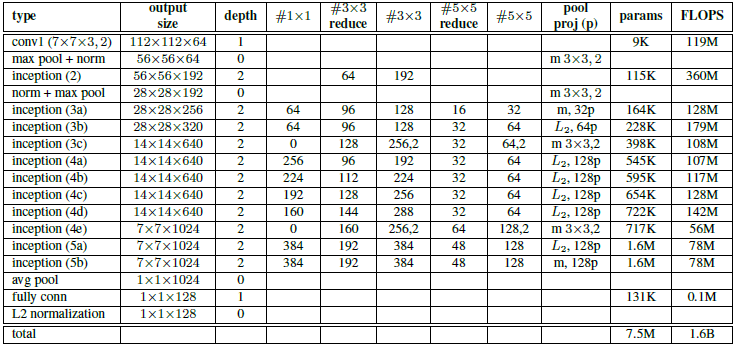 type output size depth #1×1 #3×3 reduce #3×3 #5×5 reduce #5×5 pool proj (p) params FLOPS
conv1 (7×7×3, 2) 112×112×64 1 9K 119M
max pool + norm 56×56×64 0 m 3×3, 2
inception (2) 56×56×192 2 64 192 115K 360M
norm + max pool 28×28×192 0 m 3×3, 2
inception (3a) 28×28×256 2 64 96 128 16 32 m, 32p 164K 128M
inception (3b) 28×28×320 2 64 96 128 32 64 L2, 64p 228K 179M
inception (3c) 14×14×640 2 0 128 256,2 32 64,2 m 3×3,2 398K 108M
inception (4a) 14×14×640 2 256 96 192 32 64 L2, 128p 545K 107M
inception (4b) 14×14×640 2 224 112 224 32 64 L2, 128p 595K 117M
inception (4c) 14×14×640 2 192 128 256 32 64 L2, 128p 654K 128M
inception (4d) 14×14×640 2 160 144 288 32 64 L2, 128p 722K 142M
inception (4e) 7×7×1024 2 0 160 256,2 64 128,2 m 3×3,2 717K 56M
inception (5a) 7×7×1024 2 384 192 384 48 128 L2, 128p 1.6M 78M
inception (5b) 7×7×1024 2 384 192 384 48 128 m, 128p 1.6M 78M
avg pool 1×1×1024 0
fully conn 1×1×128 1 131K 0.1M
L2 normalization 1×1×128 0
total 7.5M 1.6B